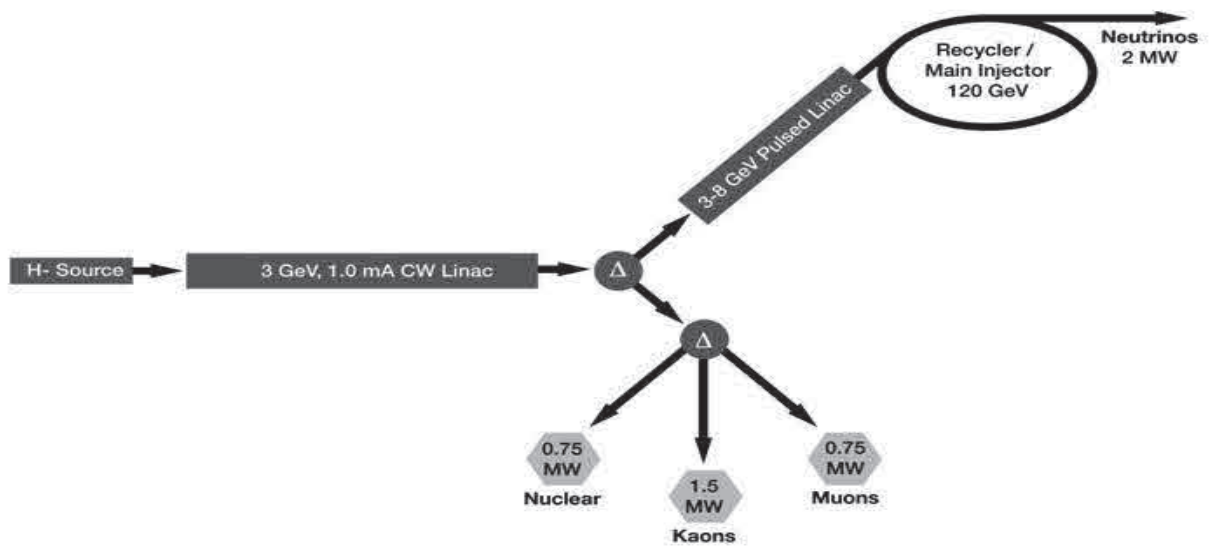 Recycler /
Main Injector
120 GeV
Neutrinos
2 MW
3-8 GeV Pulsed Linac
H- Source
3 GeV, 1.0 mA CW Linac
Δ
Δ
0.75
MW
Nuclear
1.5
MW
Kaons
0.75
MW
Muons